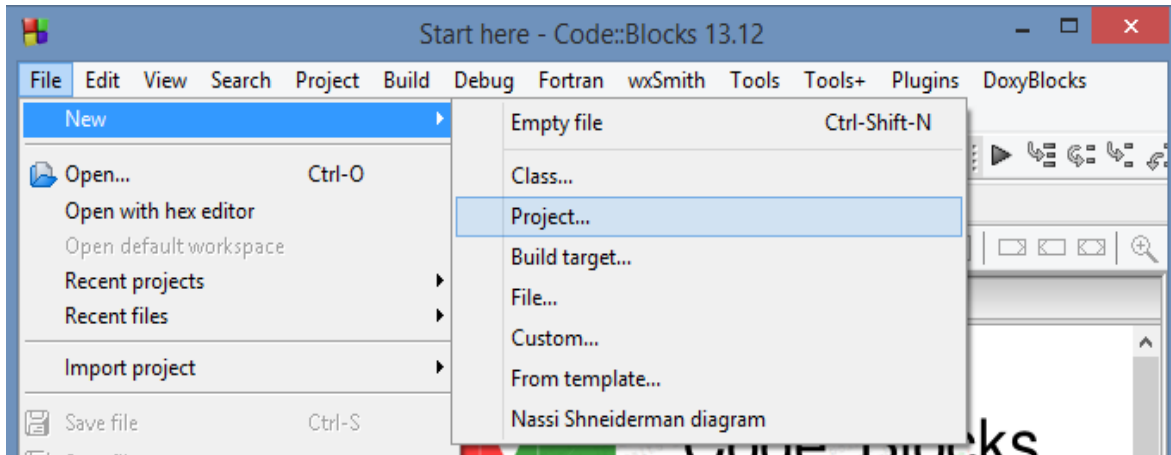 Start here - Code::Blocks 13.12
File Edit View Search Project Build Debug Fortran wxSmith Tools Tools+ Plugins DoxyBlocks
New
Open... Ctrl-O
Open with hex editor
Open default workspace
Recent projects
Recent files
Import project
Save file Ctrl-S
Empty file Ctrl-Shift-N
Class...
Project...
Build target...
File...
Custom...
From template...
Nassi Shneiderman diagram